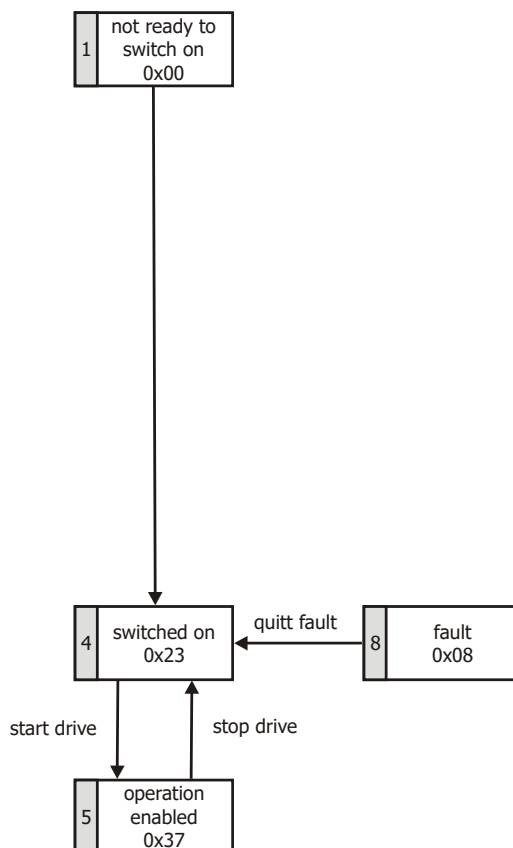 1
not ready to
switch on
0x00
4
switched on
0x23
quitt fault
8
fault
0x08
start drive
stop drive
5
operation
enabled
0x37